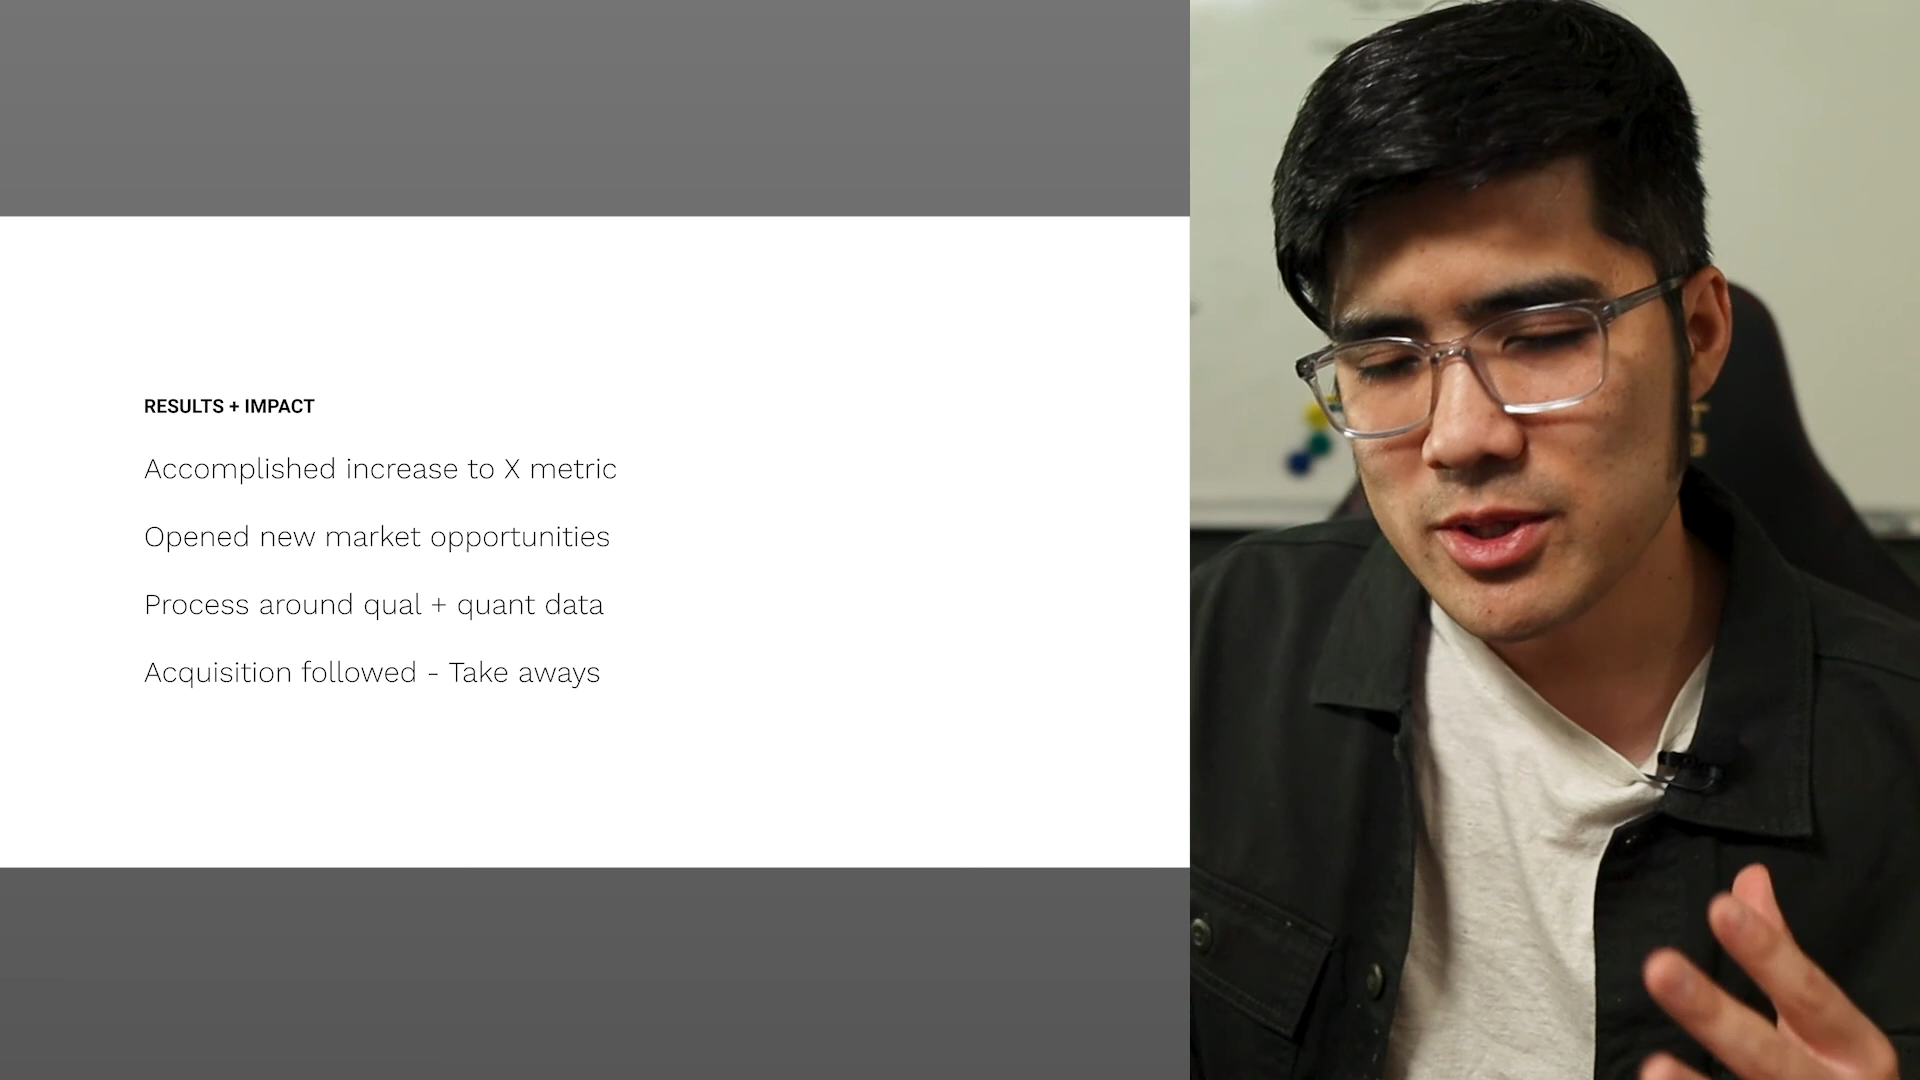 RESULTS + IMPACT
Accomplished increase to X metric
Opened new market opportunities
Process around qual + quant data
Acquisition followed - Take aways